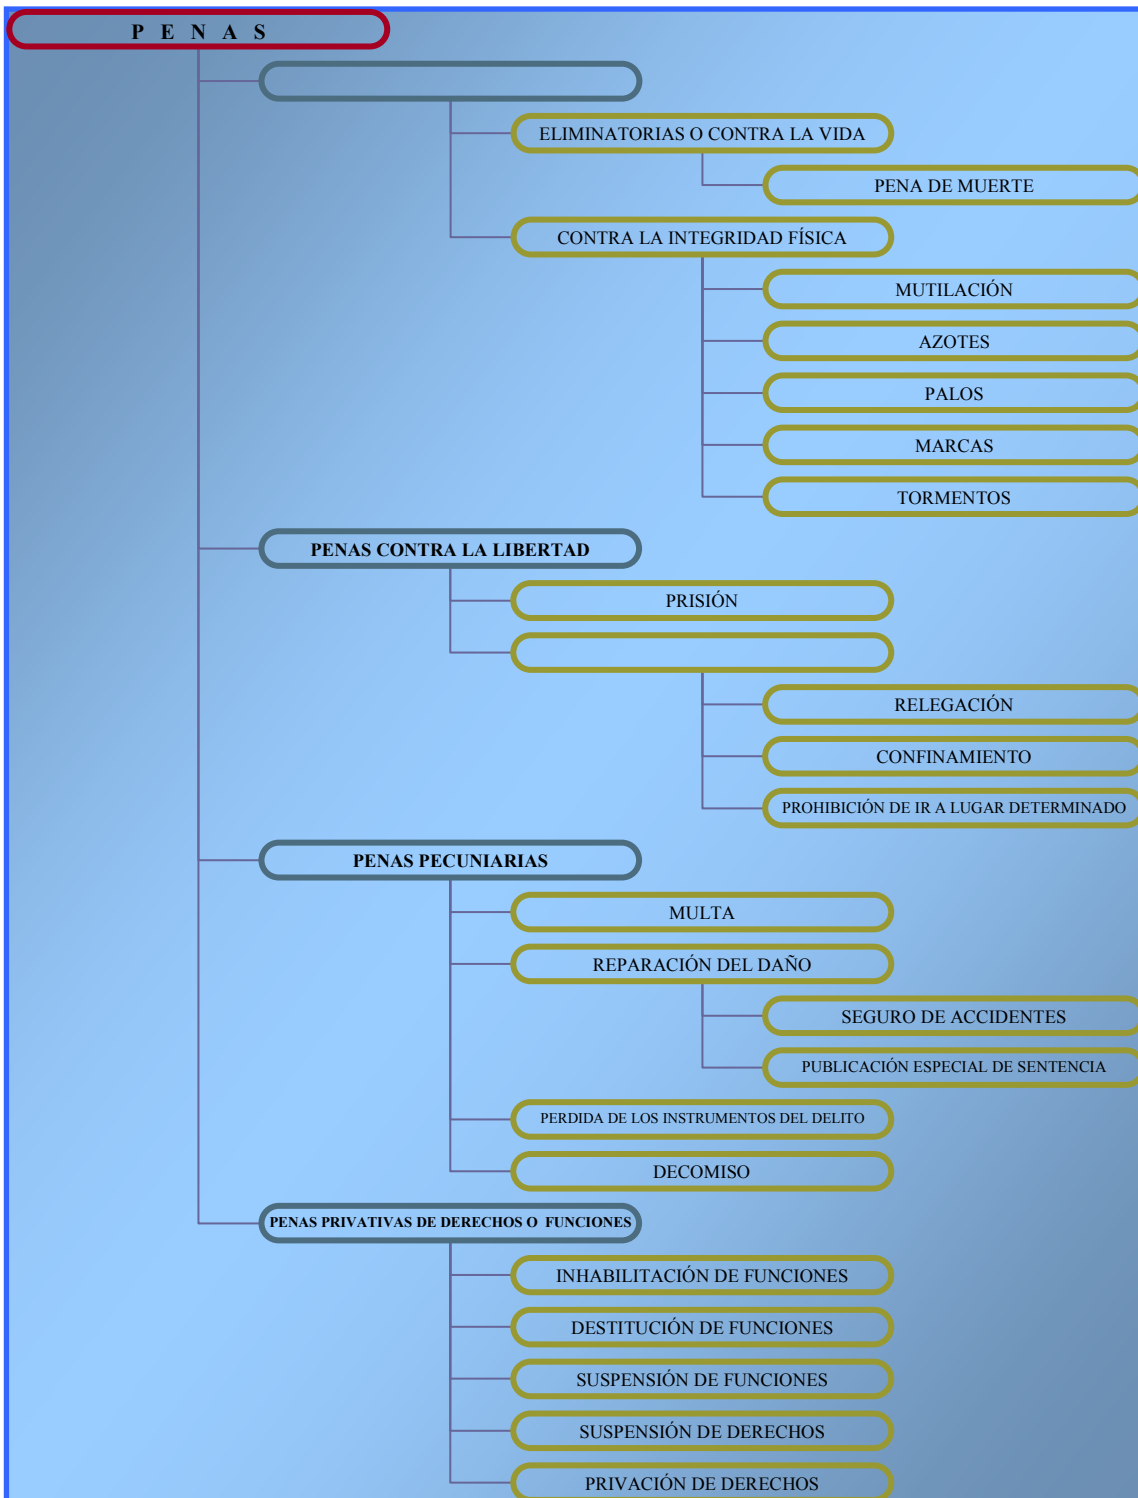 P E N A S
ELIMINATORIAS O CONTRA LA VIDA
PENA DE MUERTE
CONTRA LA INTEGRIDAD FÍSICA
MUTILACIÓN
AZOTES
PALOS
MARCAS
TORMENTOS
PENAS CONTRA LA LIBERTAD
PRISIÓN
RELEGACIÓN
CONFINAMIENTO
PROHIBICIÓN DE IR A LUGAR DETERMINADO
PENAS PECUNIARIAS
MULTA
REPARACIÓN DEL DAÑO
SEGURO DE ACCIDENTES
PUBLICACIÓN ESPECIAL DE SENTENCIA
PERDIDA DE LOS INSTRUMENTOS DEL DELITO
DECOMISO
PENAS PRIVATIVAS DE DERECHOS O FUNCIONES
INHABILITACIÓN DE FUNCIONES
DESTITUCIÓN DE FUNCIONES
SUSPENSIÓN DE FUNCIONES
SUSPENSIÓN DE DERECHOS
PRIVACIÓN DE DERECHOS